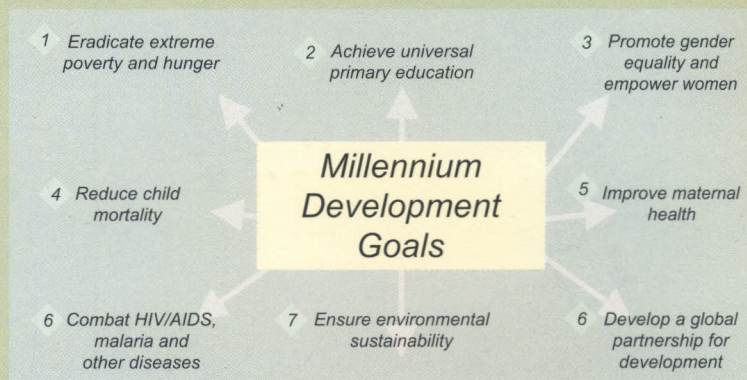 1 Eradicate extreme
poverty and hunger
2 Achieve universal
primary education
3 Promote gender
equality and
empower women
Millennium
Development
Goals
4 Reduce child
mortality
5 Improve maternal
health
6 Combat HIV/AIDS,
malaria and
other diseases
7 Ensure environmental
sustainability
6 Develop a global
partnership for
development